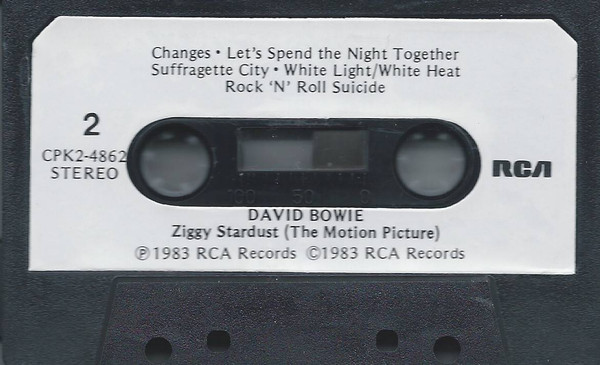 Changes • Let's Spend the Night Together
Suffragette City • White Light/White Heat
Rock 'N' Roll Suicide
2
CPK2-4862
STEREO
RCA
100 50 0
DAVID BOWIE
Ziggy Stardust (The Motion Picture)
℗1983 RCA Records ©1983 RCA Records